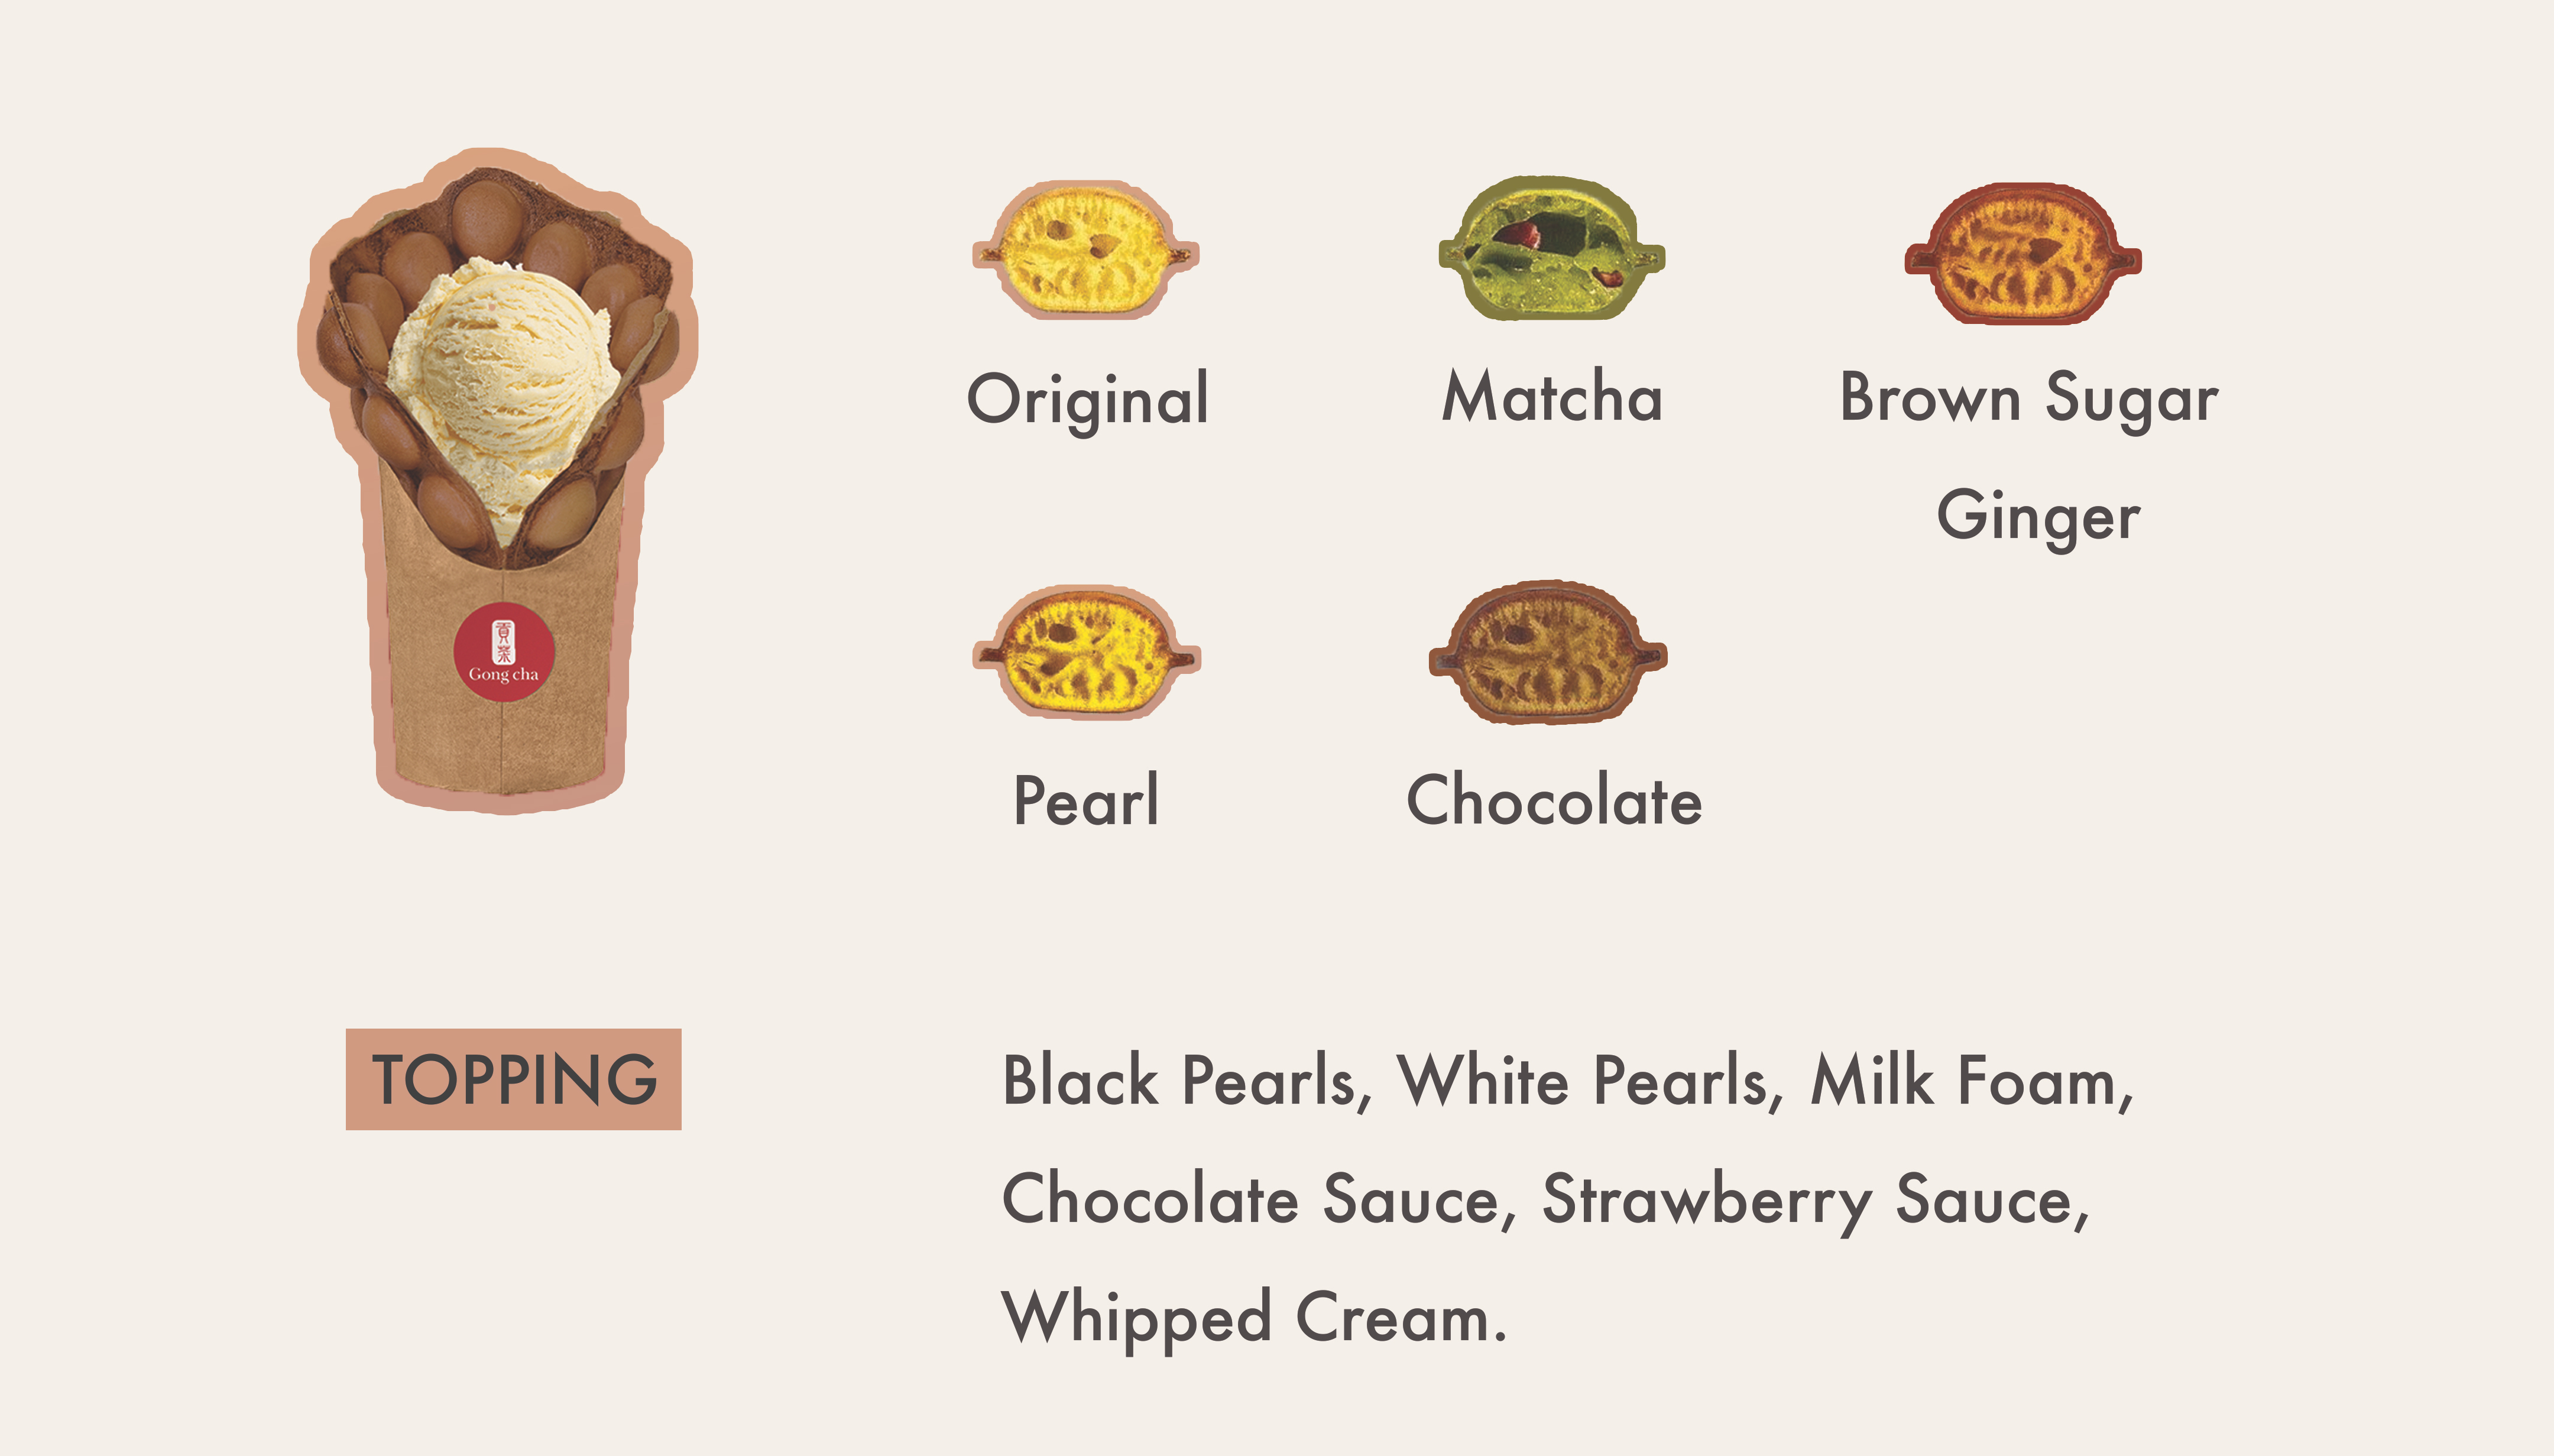 貢茶
Gong cha
Original
Matcha
Brown Sugar
Ginger
Pearl
Chocolate
TOPPING
Black Pearls, White Pearls, Milk Foam,
Chocolate Sauce, Strawberry Sauce,
Whipped Cream.